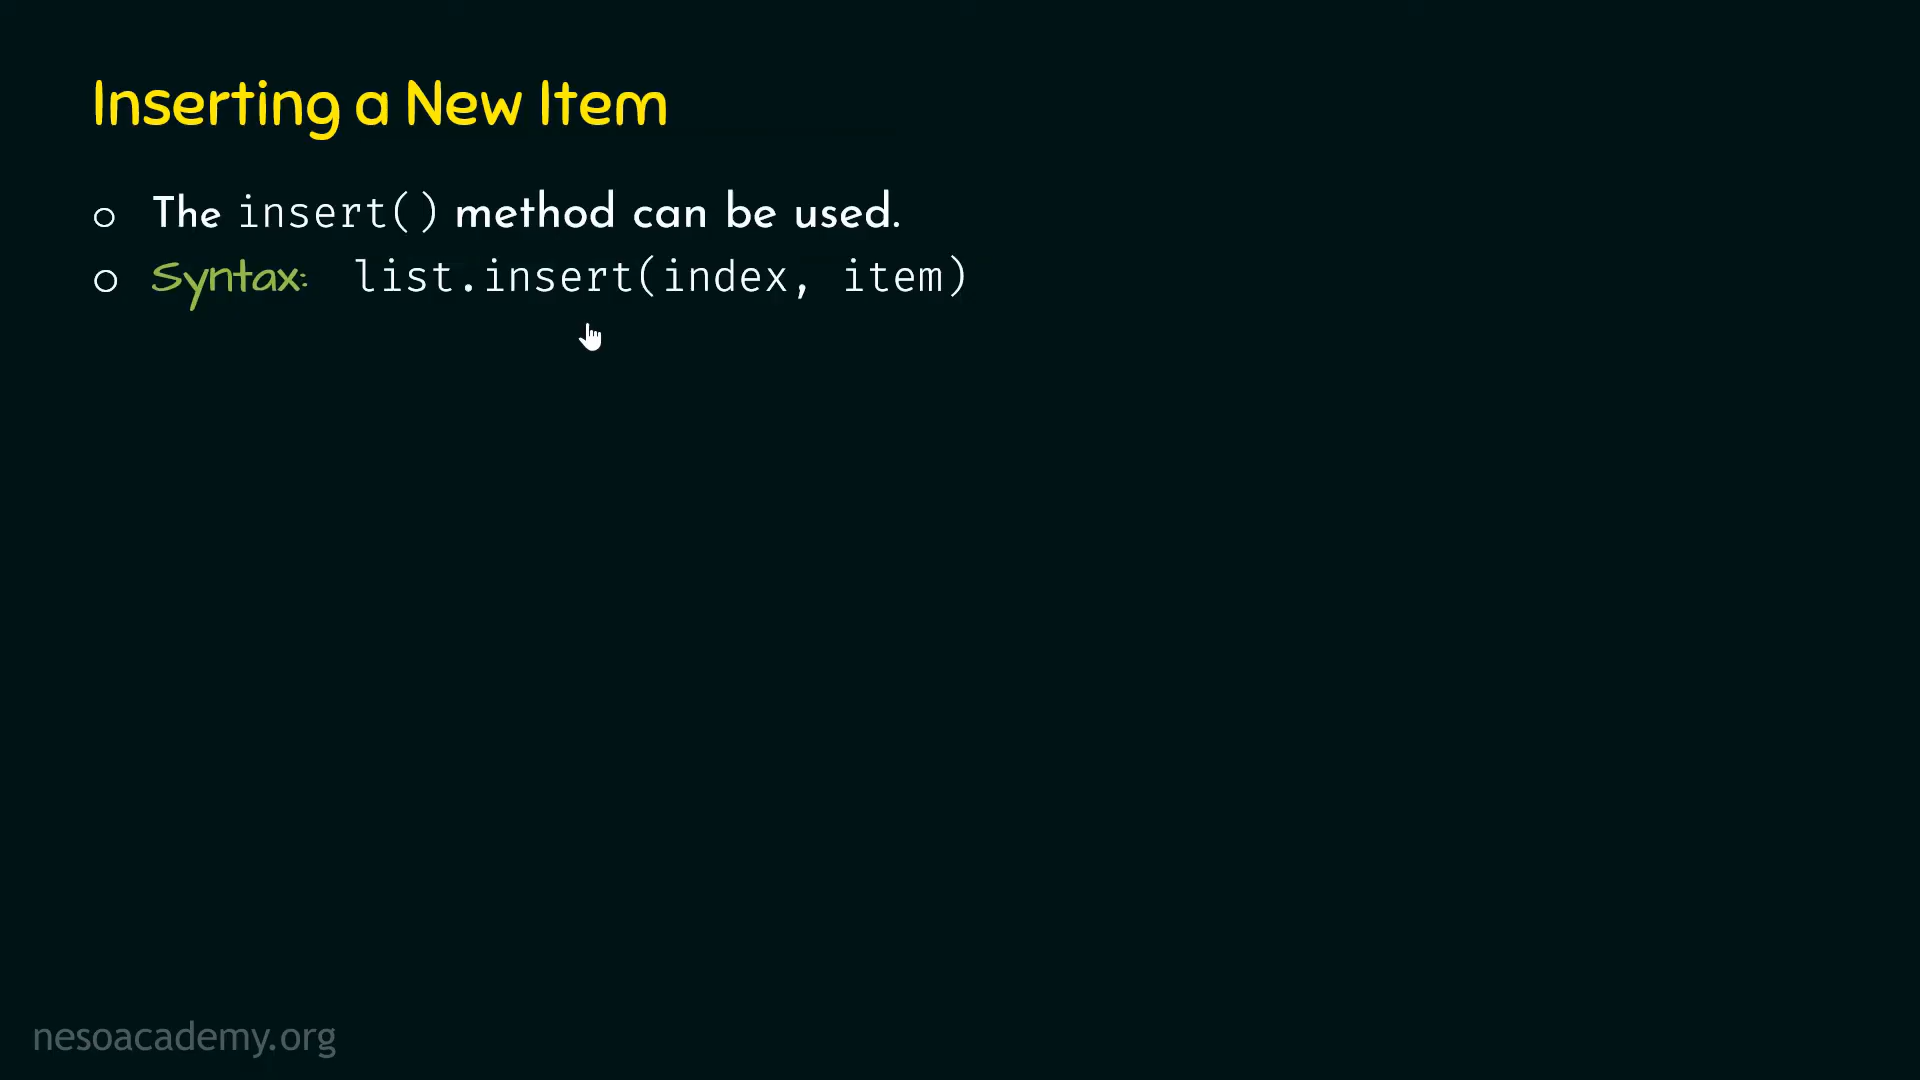 Inserting a New Item
○ The insert() method can be used.
○ Syntax: list.insert(index, item)
nesoacademy.org